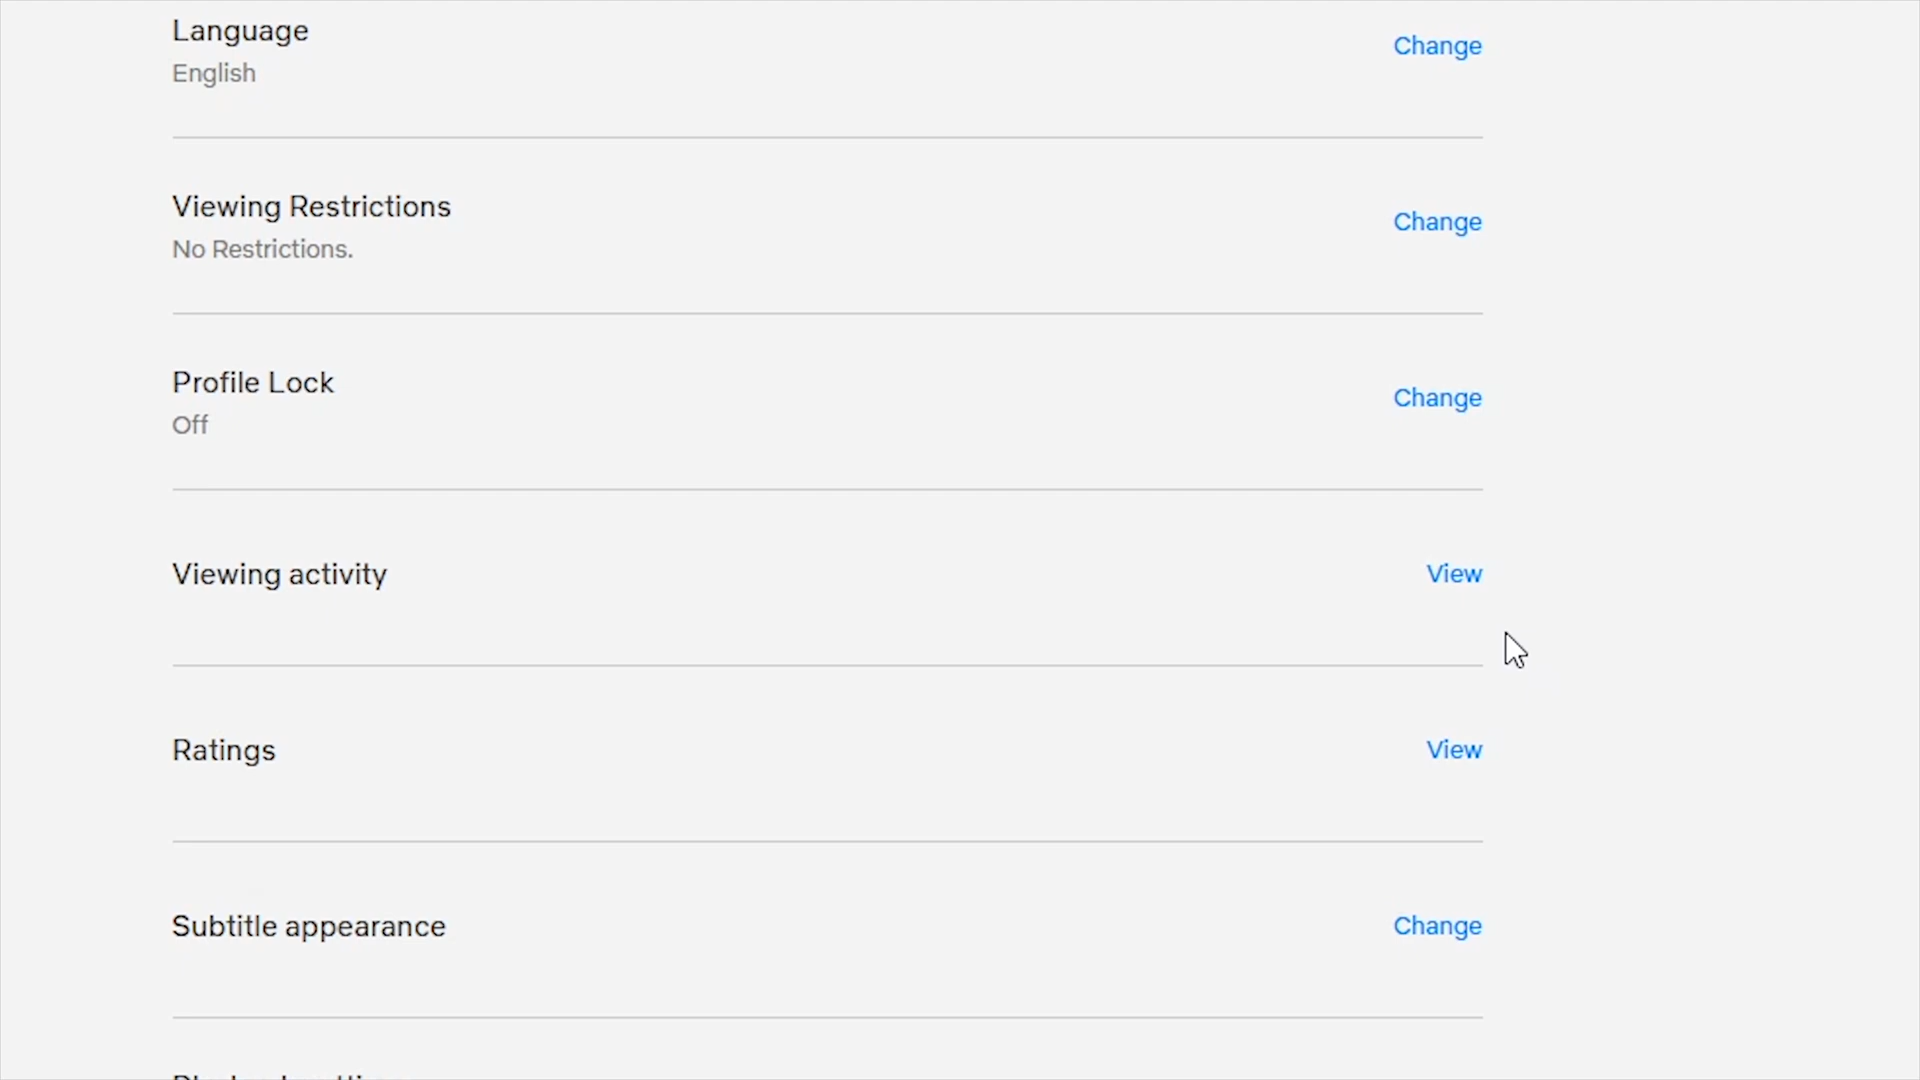 Language
Change
English
Viewing Restrictions
Change
No Restrictions.
Profile Lock
Change
Off
Viewing activity
View
Ratings
View
Subtitle appearance
Change